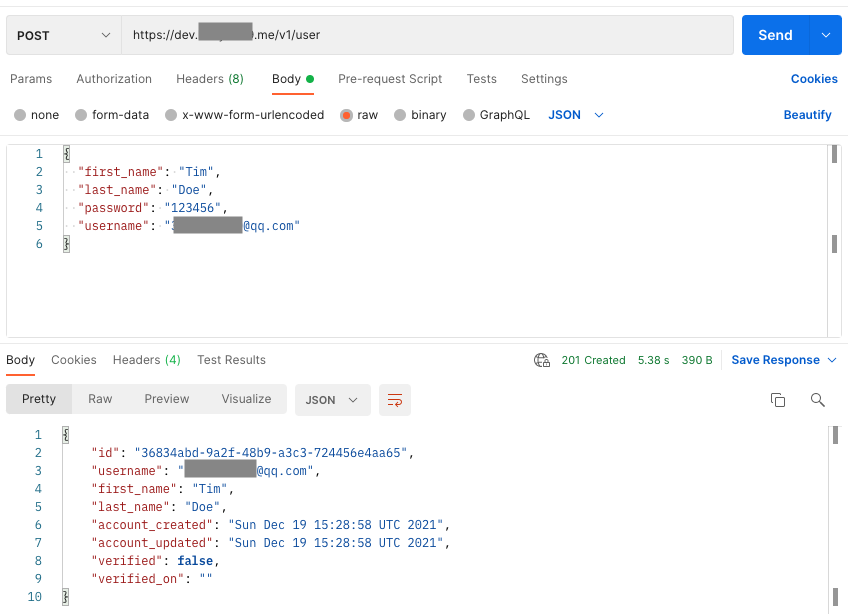 POST https://dev. .me/v1/user Send
Params Authorization Headers (8) Body Pre-request Script Tests Settings Cookies
none form-data x-www-form-urlencoded raw binary GraphQL JSON Beautify
1 {
2 "first_name": "Tim",
3 "last_name": "Doe",
4 "password": "123456",
5 "username": " @qq.com"
6 }
Body Cookies Headers (4) Test Results 201 Created 5.38 s 390 B Save Response
Pretty Raw Preview Visualize JSON
1 {
2 "id": "36834abd-9a2f-48b9-a3c3-724456e4aa65",
3 "username": " @qq.com",
4 "first_name": "Tim",
5 "last_name": "Doe",
6 "account_created": "Sun Dec 19 15:28:58 UTC 2021",
7 "account_updated": "Sun Dec 19 15:28:58 UTC 2021",
8 "verified": false,
9 "verified_on": ""
10 }